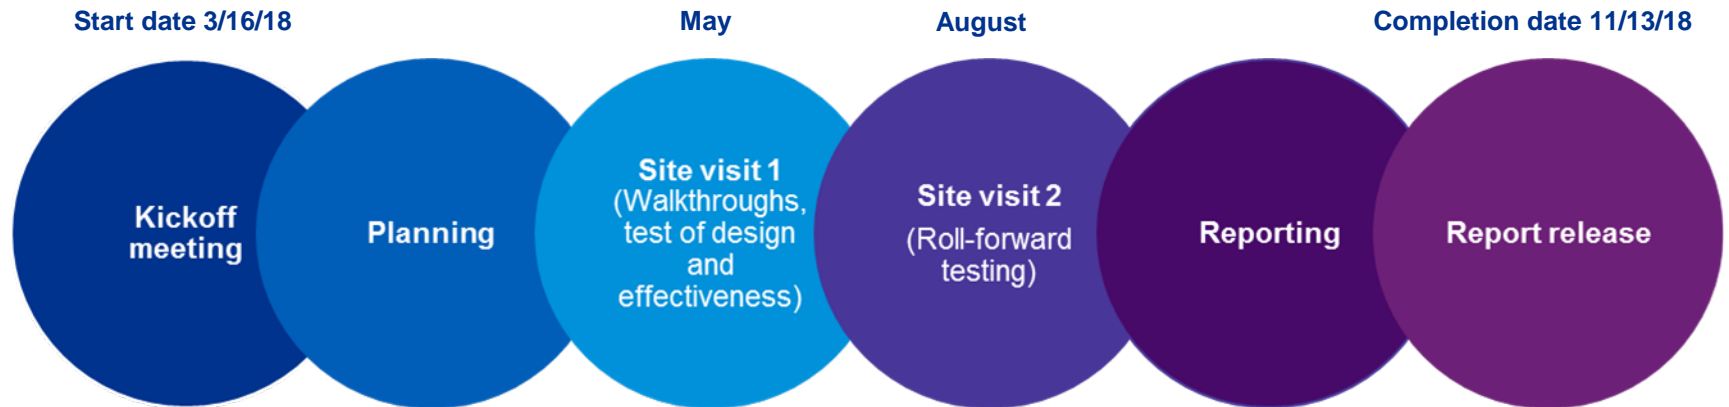 Start date 3/16/18
May
August
Completion date 11/13/18
Kickoff
meeting
Planning
Site visit 1
(Walkthroughs,
test of design
and
effectiveness)
Site visit 2
(Roll-forward
testing)
Reporting
Report release